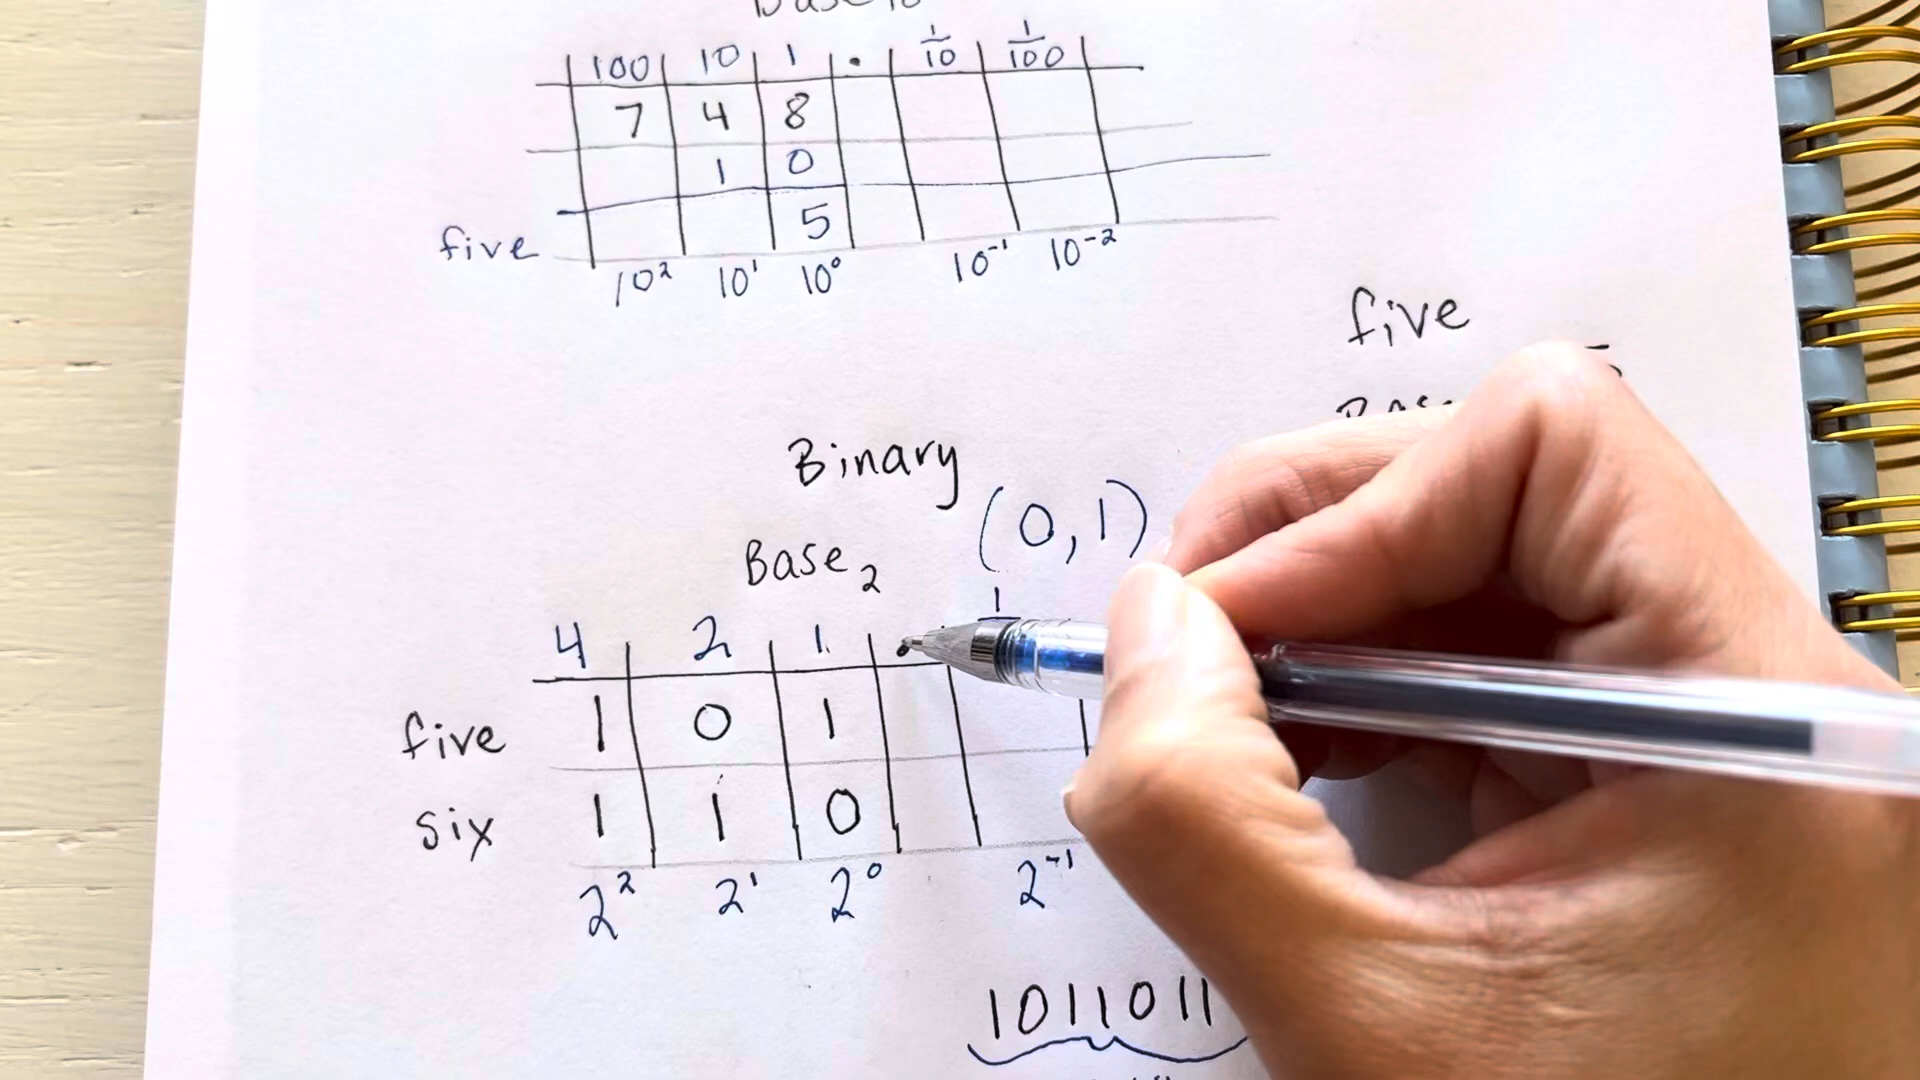 100 10 1 . 1/10 1/100
7 4 8
1 0
five 5
10² 10¹ 10⁰ 10⁻¹ 10⁻²
five
Binary
(0,1)
Base₂
4 2 1 . 1
five 1 0 1
six 1 1 0
2² 2¹ 2⁰ 2⁻¹
1011011